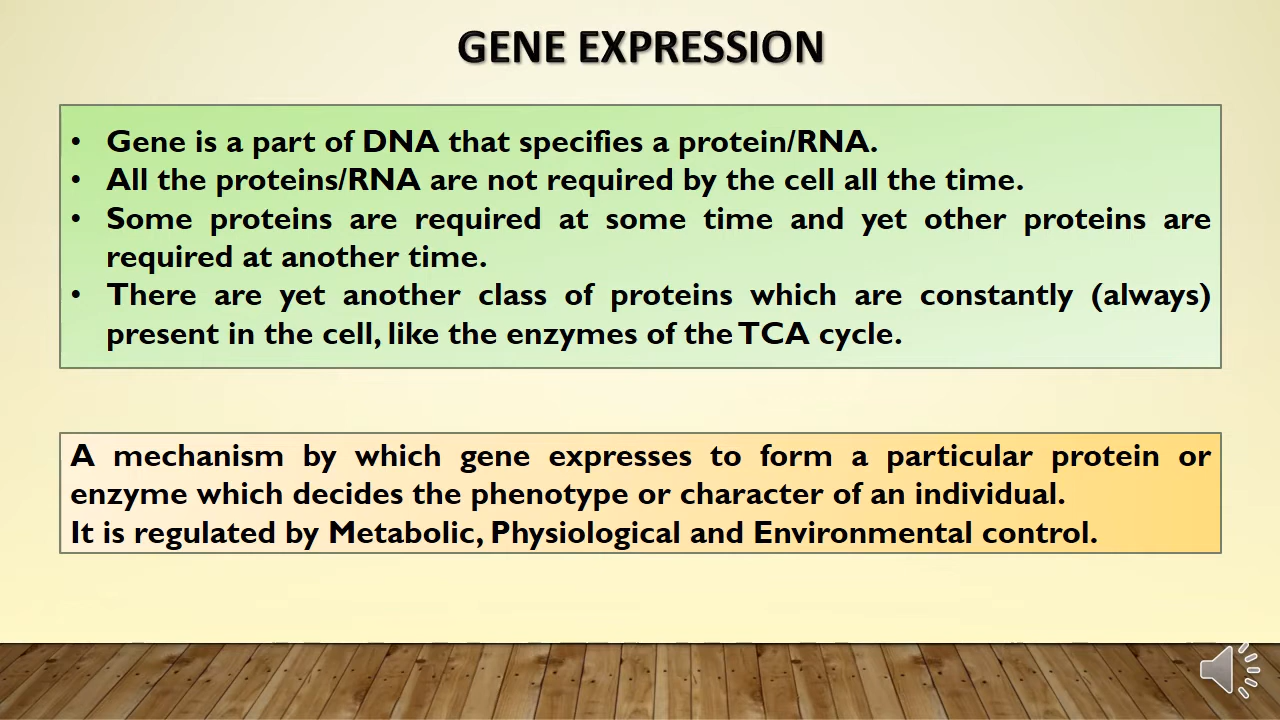 GENE EXPRESSION
• Gene is a part of DNA that specifies a protein/RNA.
• All the proteins/RNA are not required by the cell all the time.
• Some proteins are required at some time and yet other proteins are
required at another time.
• There are yet another class of proteins which are constantly (always)
present in the cell, like the enzymes of the TCA cycle.
A mechanism by which gene expresses to form a particular protein or
enzyme which decides the phenotype or character of an individual.
It is regulated by Metabolic, Physiological and Environmental control.